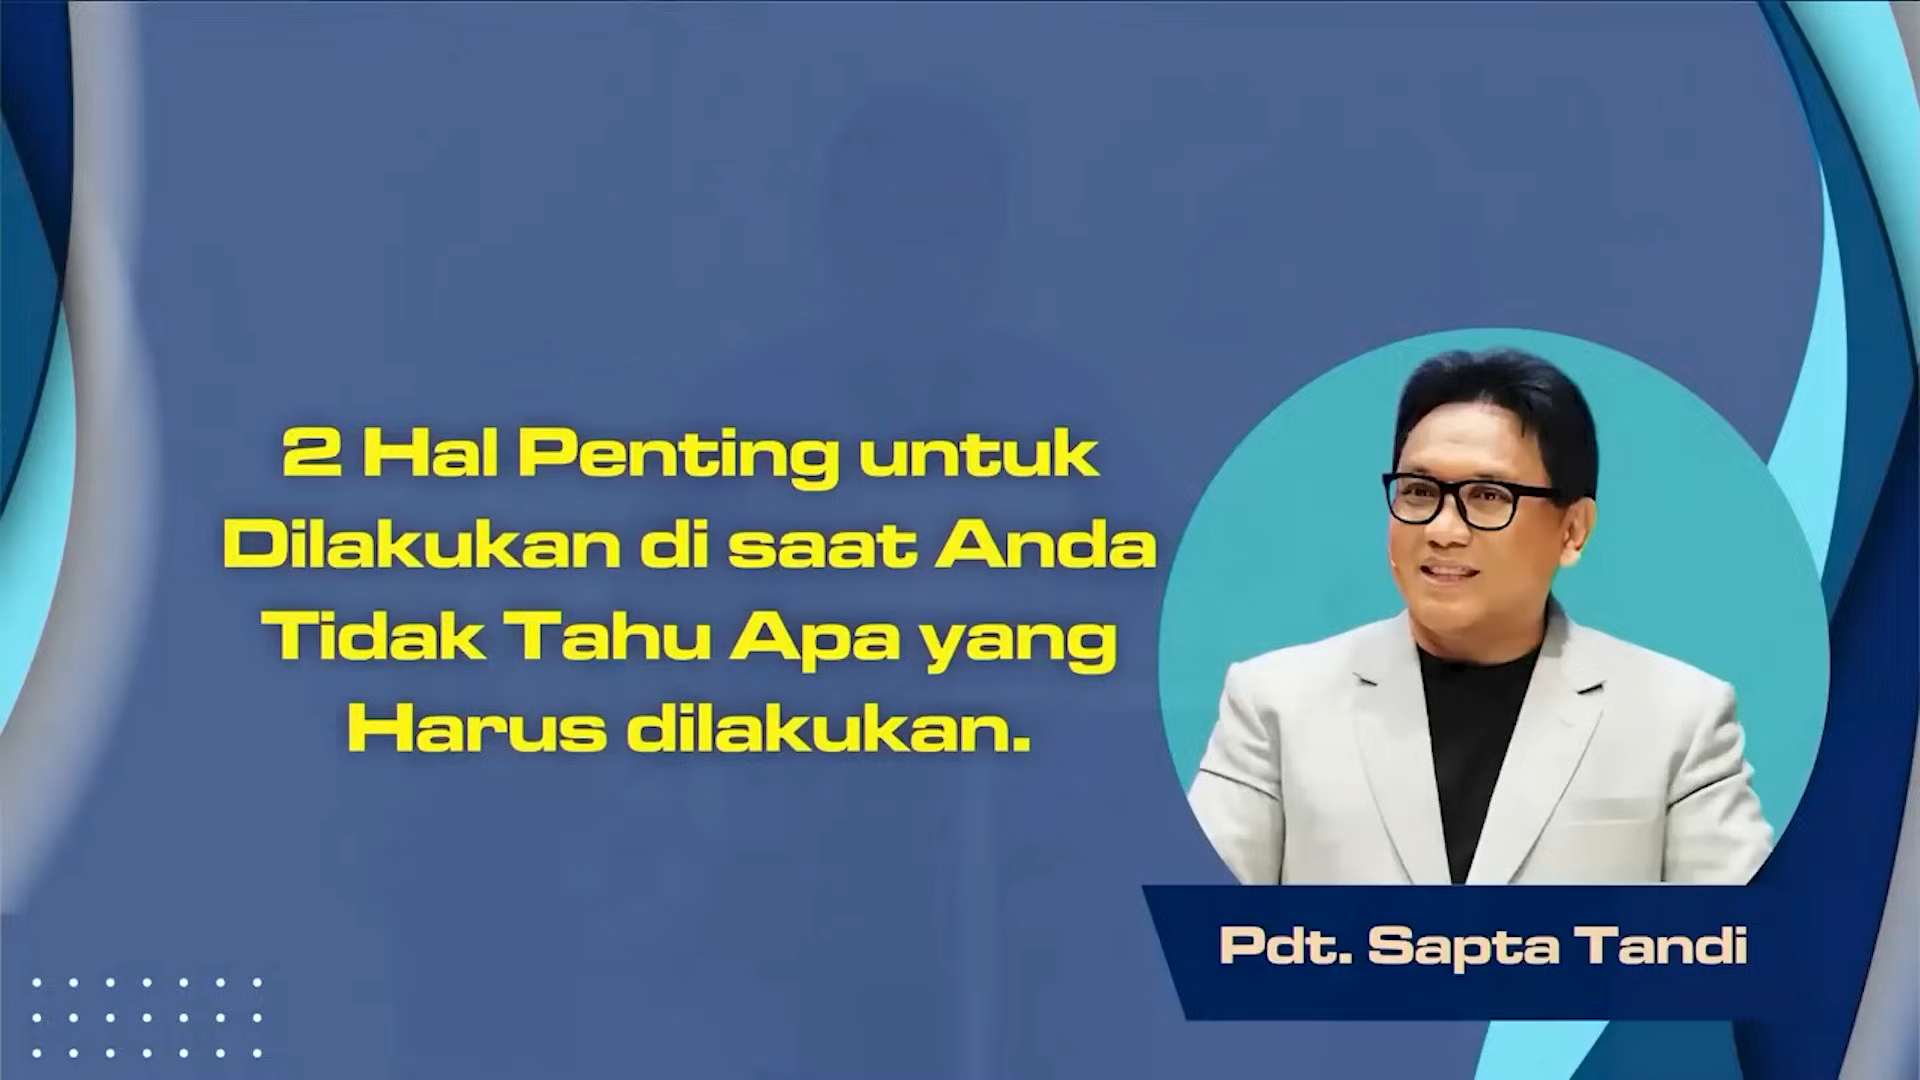 2 Hal Penting untuk
Dilakukan di saat Anda
Tidak Tahu Apa yang
Harus dilakukan.
Pdt. Sapta Tandi